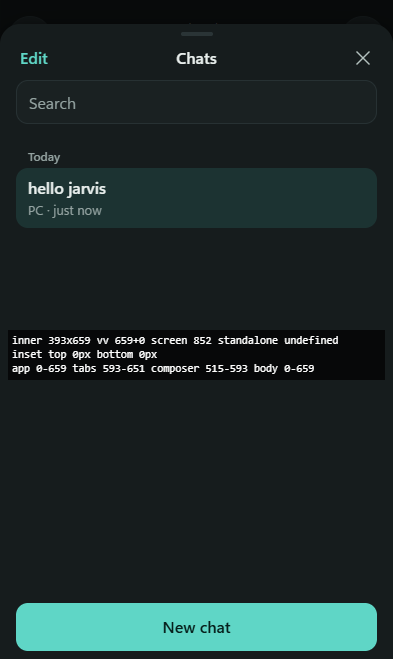 Edit
Chats
Search
Today
hello jarvis
PC · just now
inner 393x659 vv 659+0 screen 852 standalone undefined
inset top 0px bottom 0px
app 0-659 tabs 593-651 composer 515-593 body 0-659
New chat